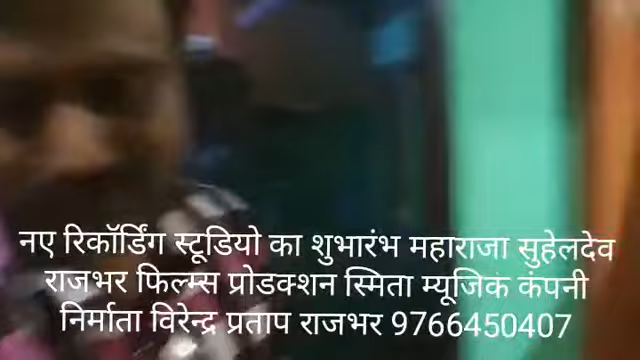 नए रिकॉर्डिंग स्टूडियो का शुभारंभ महाराजा सुहेलदेव
राजभर फिल्म्स प्रोडक्शन स्मिता म्यूजिक कंपनी
निर्माता विरेन्द्र प्रताप राजभर 9766450407